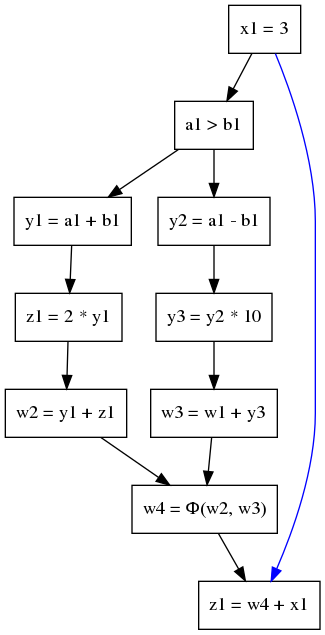 x1 = 3
a1 > b1
y1 = a1 + b1
y2 = a1 - b1
z1 = 2 * y1
y3 = y2 * 10
w2 = y1 + z1
w3 = w1 + y3
w4 = Φ(w2, w3)
z1 = w4 + x1